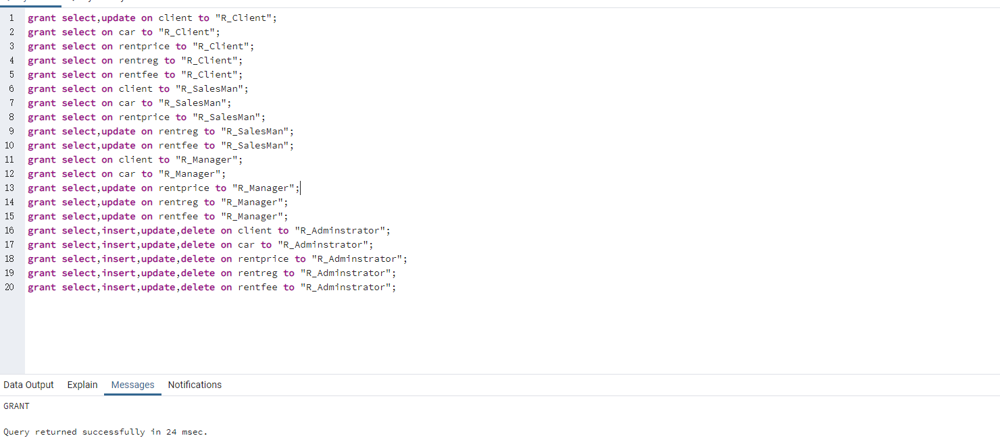 1 grant select,update on client to "R_Client";
2 grant select on car to "R_Client";
3 grant select on rentprice to "R_Client";
4 grant select on rentreg to "R_Client";
5 grant select on rentfee to "R_Client";
6 grant select on client to "R_SalesMan";
7 grant select on car to "R_SalesMan";
8 grant select on rentprice to "R_SalesMan";
9 grant select,update on rentreg to "R_SalesMan";
10 grant select,update on rentfee to "R_SalesMan";
11 grant select on client to "R_Manager";
12 grant select on car to "R_Manager";
13 grant select,update on rentprice to "R_Manager";
14 grant select,update on rentreg to "R_Manager";
15 grant select,update on rentfee to "R_Manager";
16 grant select,insert,update,delete on client to "R_Adminstrator";
17 grant select,insert,update,delete on car to "R_Adminstrator";
18 grant select,insert,update,delete on rentprice to "R_Adminstrator";
19 grant select,insert,update,delete on rentreg to "R_Adminstrator";
20 grant select,insert,update,delete on rentfee to "R_Adminstrator";
Data Output Explain Messages Notifications
GRANT
Query returned successfully in 24 msec.